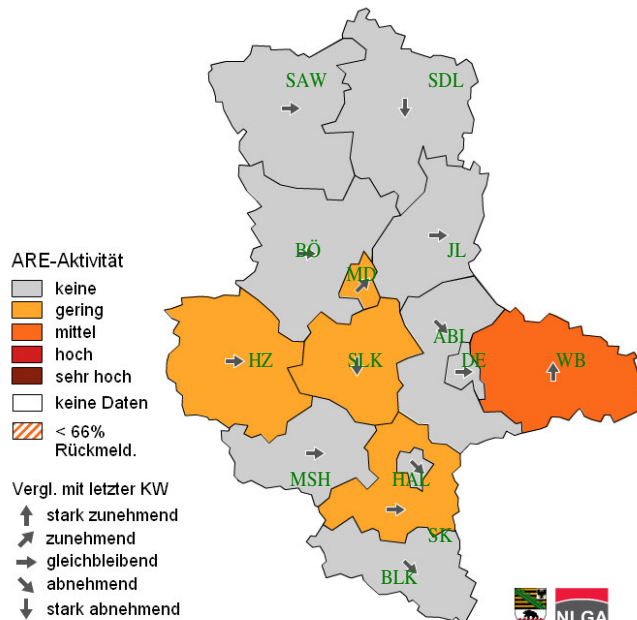 SAW
SDL
BÖ
JL
MD
ABI
HZ
SLK
DE
WB
MSH
HAL
SK
BLK
ARE-Aktivität
keine
gering
mittel
hoch
sehr hoch
keine Daten
< 66%
Rückmeld.
Vergl. mit letzter KW
stark zunehmend
zunehmend
gleichbleibend
abnehmend
stark abnehmend
NLGA